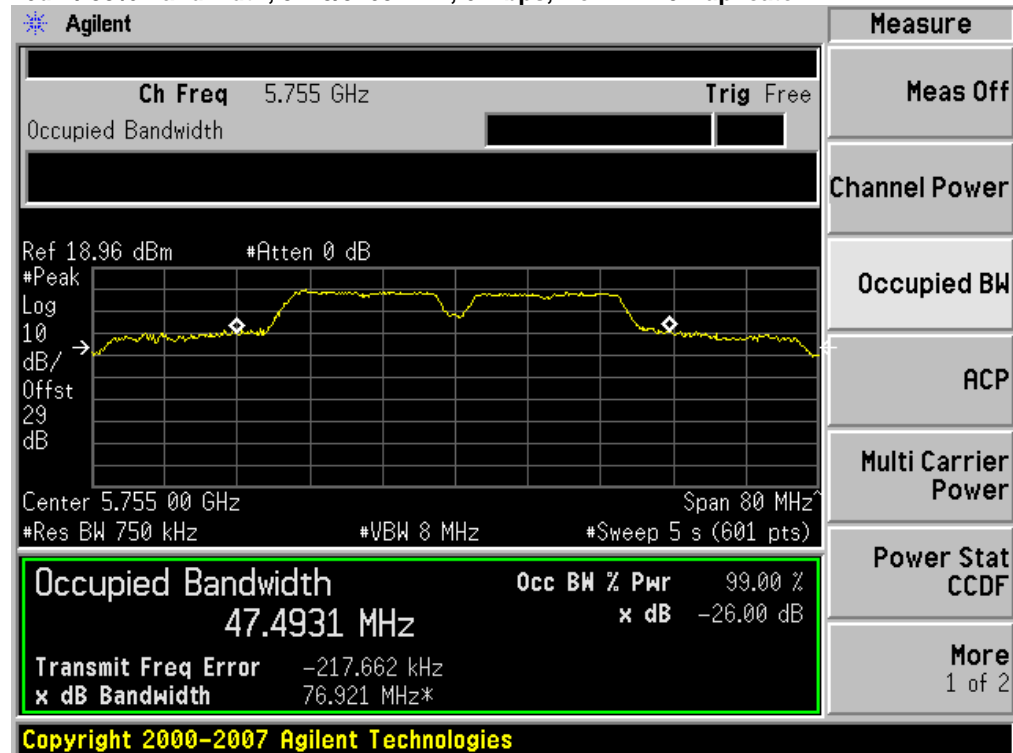 Agilent
Measure
Ch Freq 5.755 GHz Trig Free
Occupied Bandwidth
Meas Off
Channel Power
Occupied BW
ACP
Multi Carrier Power
Power Stat CCDF
More
1 of 2
Ref 18.96 dBm #Atten 0 dB
#Peak
Log
10
dB/
Offst
29
dB
Center 5.755 00 GHz Span 80 MHz^
#Res BW 750 kHz #VBW 8 MHz #Sweep 5 s (601 pts)
Occupied Bandwidth Occ BW % Pwr 99.00 %
47.4931 MHz x dB -26.00 dB
Transmit Freq Error -217.662 kHz
x dB Bandwidth 76.921 MHz*
Copyright 2000-2007 Agilent Technologies